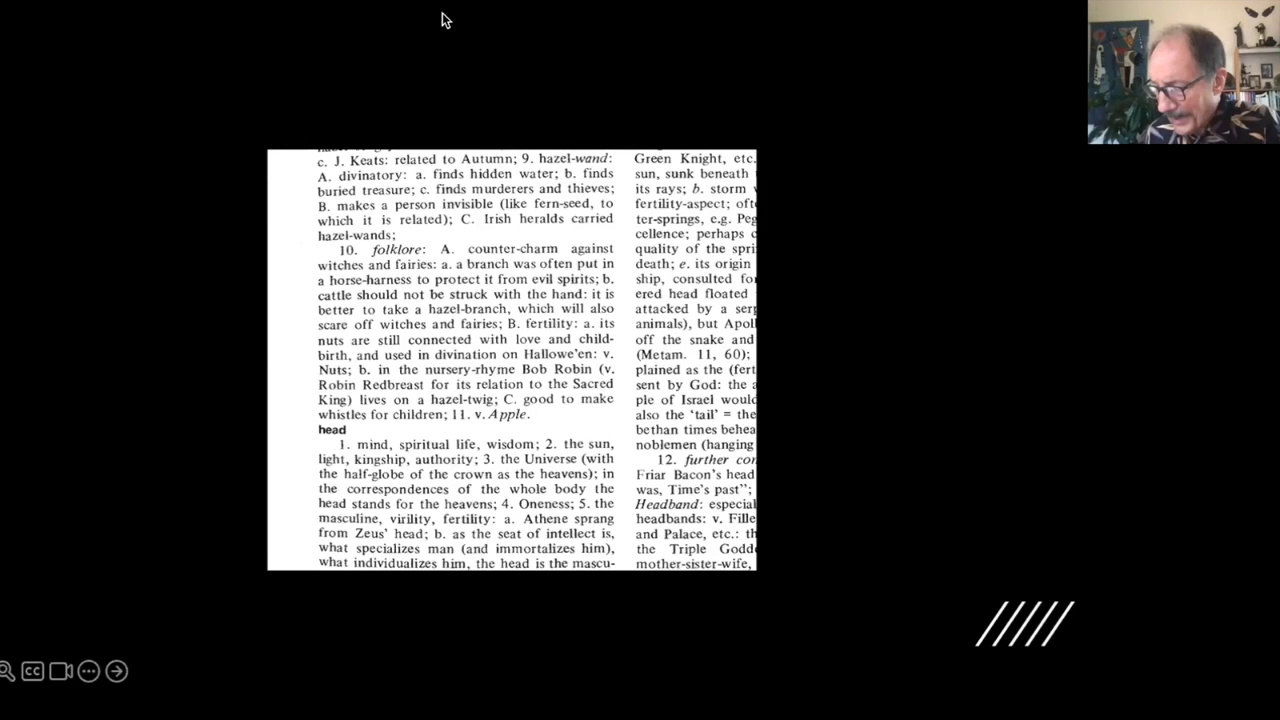 c. J. Keats: related to Autumn; 9. hazel-wand:
A. divinatory: a. finds hidden water; b. finds
buried treasure; c. finds murderers and thieves;
B. makes a person invisible (like fern-seed, to
which it is related); C. Irish heralds carried
hazel-wands;
10. folklore: A. counter-charm against
witches and fairies: a. a branch was often put in
a horse-harness to protect it from evil spirits; b.
cattle should not be struck with the hand: it is
better to take a hazel-branch, which will also
scare off witches and fairies; B. fertility: a. its
nuts are still connected with love and child-
birth, and used in divination on Hallowe'en: v.
Nuts; b. in the nursery-rhyme Bob Robin (v.
Robin Redbreast for its relation to the Sacred
King) lives on a hazel-twig; C. good to make
whistles for children; 11. v. Apple.
head
1. mind, spiritual life, wisdom; 2. the sun,
light, kingship, authority; 3. the Universe (with
the half-globe of the crown as the heavens); in
the correspondences of the whole body the
head stands for the heavens; 4. Oneness; 5. the
masculine, virility, fertility: a. Athene sprang
from Zeus' head; b. as the seat of intellect is,
what specializes man (and immortalizes him),
what individualizes him, the head is the mascu-
Green Knight, etc.
sun, sunk beneath
its rays; b. storm
fertility-aspect; oft
ter-springs, e.g. Peg
cellence; perhaps
quality of the spri
death; e. its origin
ship, consulted fo
ered head floated
attacked by a ser
animals), but Apol
off the snake and
(Metam. 11, 60);
plained as the (fert
sent by God: the
ple of Israel would
also the 'tail' = the
bethan times behea
noblemen (hanging
12. further con
Friar Bacon's head
was, Time's past";
Headband: especial
headbands: v. Fille
and Palace, etc.: th
the Triple Godd
mother-sister-wife,
CC